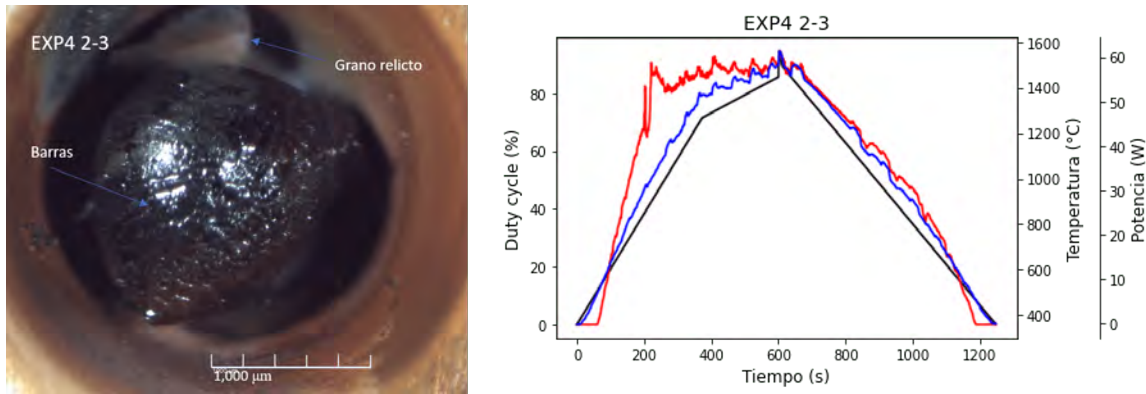 EXP4 2-3
Grano relicto
Barras
1,000 µm
EXP4 2-3
Duty cycle (%)
80
60
40
20
0
0
200
400
600
800
1000
1200
Tiempo (s)
1600
1400
1200
1000
800
600
400
Temperatura (°C)
60
50
40
30
20
10
0
Potencia (W)